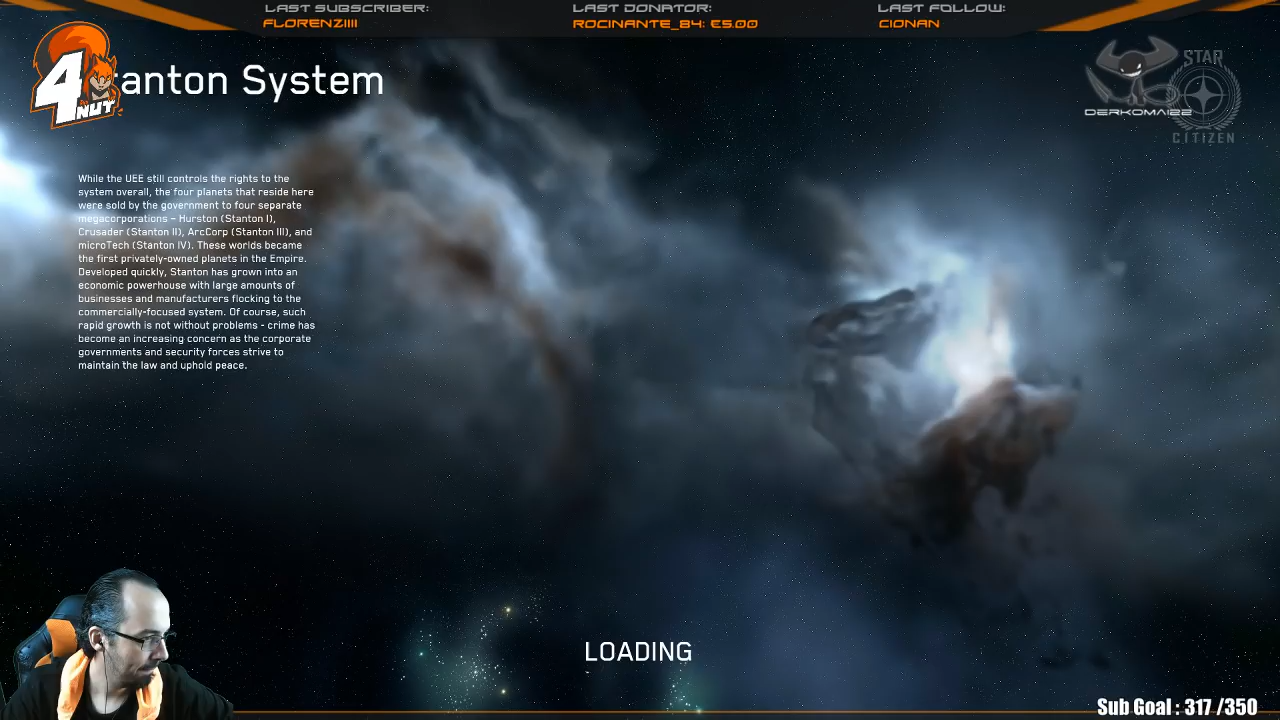 LAST SUBSCRIBER:
FLORENZIIII
LAST DONATOR:
ROCINANTE_84: £5.00
LAST FOLLOW:
CIONAN
4
NUT
anton System
DERKOMAI22
STAR
CITIZEN
While the UEE still controls the rights to the
system overall, the four planets that reside here
were sold by the government to four separate
megacorporations – Hurston (Stanton I),
Crusader (Stanton II), ArcCorp (Stanton III), and
microTech (Stanton IV). These worlds became
the first privately-owned planets in the Empire.
Developed quickly, Stanton has grown into an
economic powerhouse with large amounts of
businesses and manufacturers flocking to the
commercially-focused system. Of course, such
rapid growth is not without problems - crime has
become an increasing concern as the corporate
governments and security forces strive to
maintain the law and uphold peace.
LOADING
Sub Goal : 317 /350